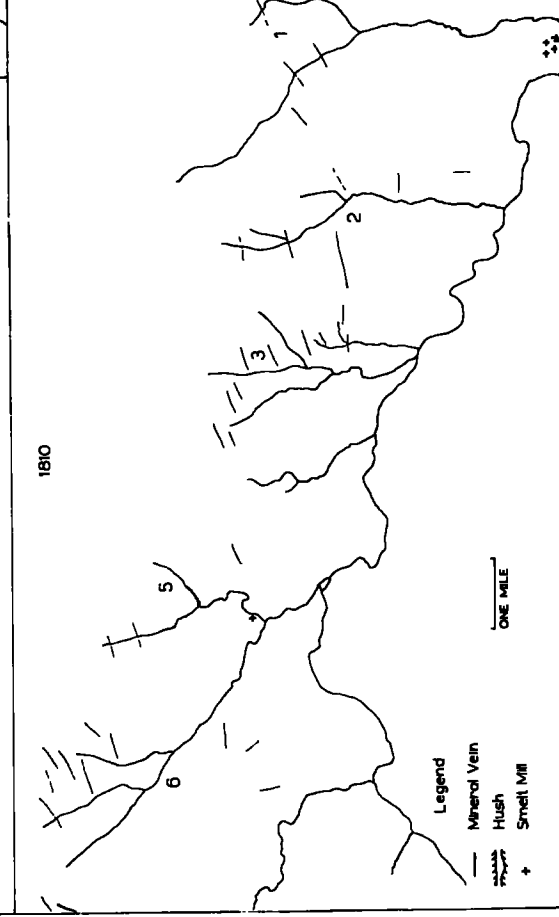 1810
5
6
3
1
2
Legend
Mineral Vein
Hush
Smelt Mill
ONE MILE